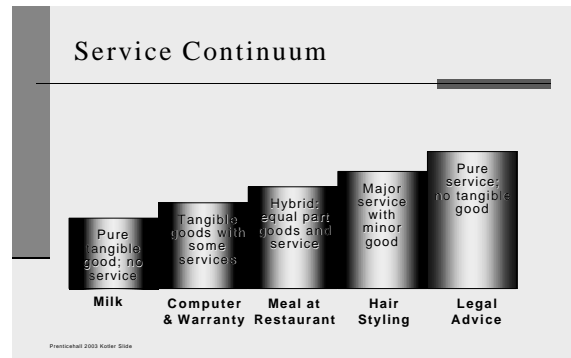 Service Continuum
Pure
tangible
good; no
service
Tangible
goods with
some
services
Hybrid;
equal part
goods and
service
Major
service
with
minor
good
Pure
service;
no tangible
good
Milk
Computer
& Warranty
Meal at
Restaurant
Hair
Styling
Legal
Advice
Prenticehall 2003 Kotler Slide